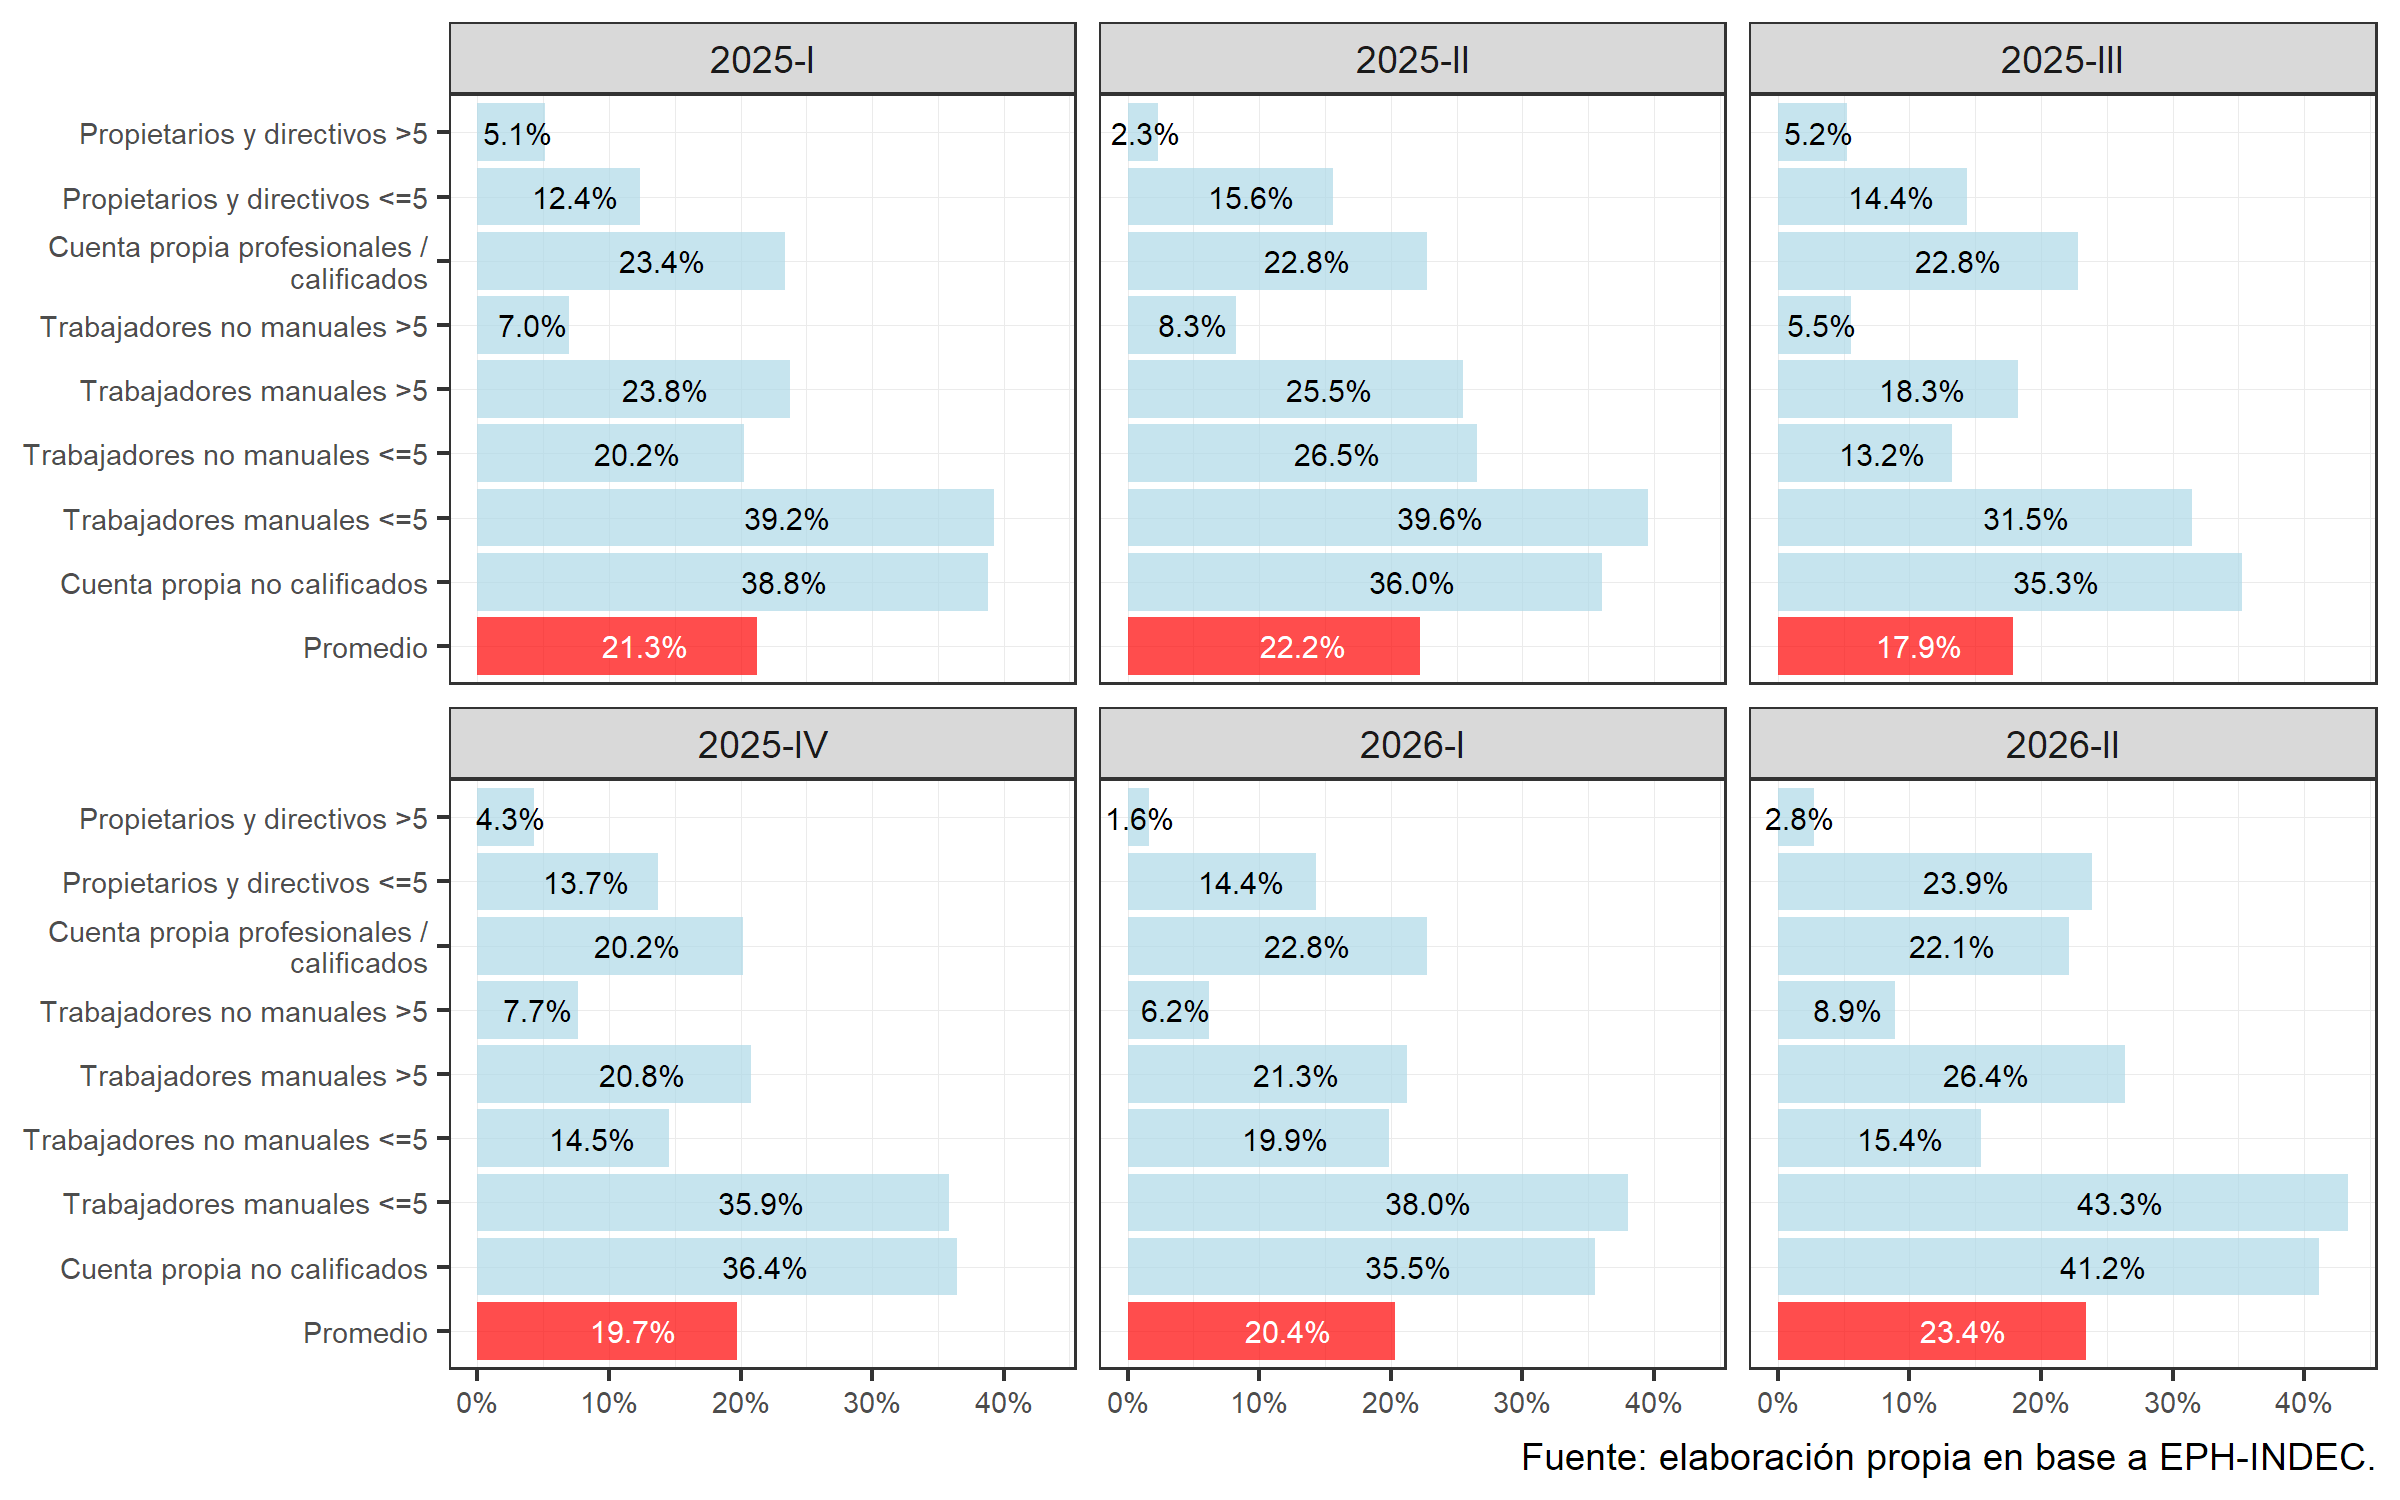 2025-I
2025-II
2025-III
Propietarios y directivos >5
5.1%
2.3%
5.2%
Propietarios y directivos <=5
12.4%
15.6%
14.4%
Cuenta propia profesionales /
calificados
23.4%
22.8%
22.8%
Trabajadores no manuales >5
7.0%
8.3%
5.5%
Trabajadores manuales >5
23.8%
25.5%
18.3%
Trabajadores no manuales <=5
20.2%
26.5%
13.2%
Trabajadores manuales <=5
39.2%
39.6%
31.5%
Cuenta propia no calificados
38.8%
36.0%
35.3%
Promedio
21.3%
22.2%
17.9%
2025-IV
2026-I
2026-II
Propietarios y directivos >5
4.3%
1.6%
2.8%
Propietarios y directivos <=5
13.7%
14.4%
23.9%
Cuenta propia profesionales /
calificados
20.2%
22.8%
22.1%
Trabajadores no manuales >5
7.7%
6.2%
8.9%
Trabajadores manuales >5
20.8%
21.3%
26.4%
Trabajadores no manuales <=5
14.5%
19.9%
15.4%
Trabajadores manuales <=5
35.9%
38.0%
43.3%
Cuenta propia no calificados
36.4%
35.5%
41.2%
Promedio
19.7%
20.4%
23.4%
0% 10% 20% 30% 40%
0% 10% 20% 30% 40%
0% 10% 20% 30% 40%
Fuente: elaboración propia en base a EPH-INDEC.